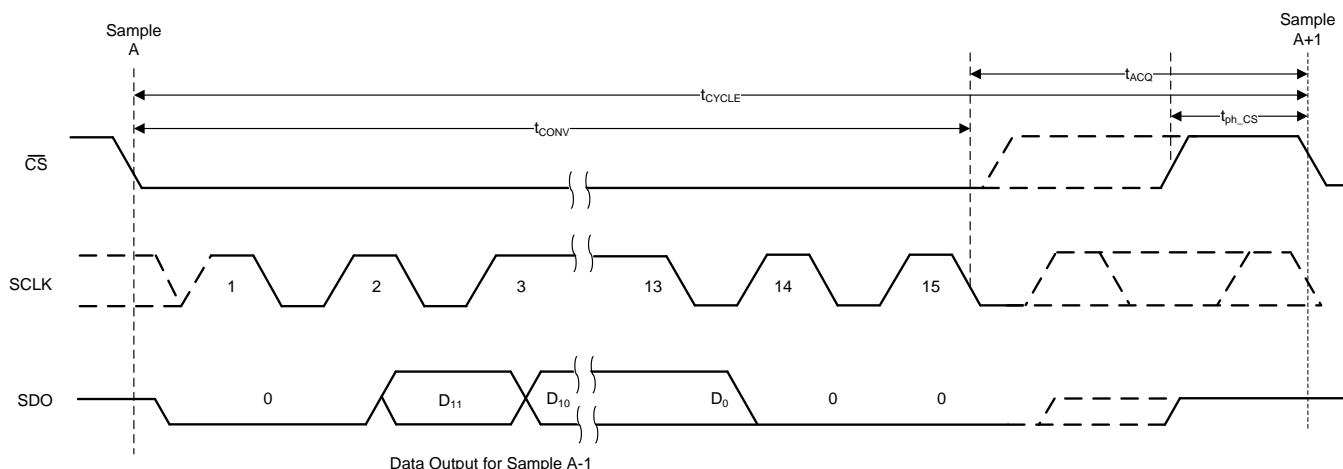 Sample
A
Sample
A+1
tACQ
tCYCLE
tCONV
tph_CS
CS
SCLK
1
2
3
13
14
15
SDO
0
D11
D10
D0
0
0
Data Output for Sample A-1